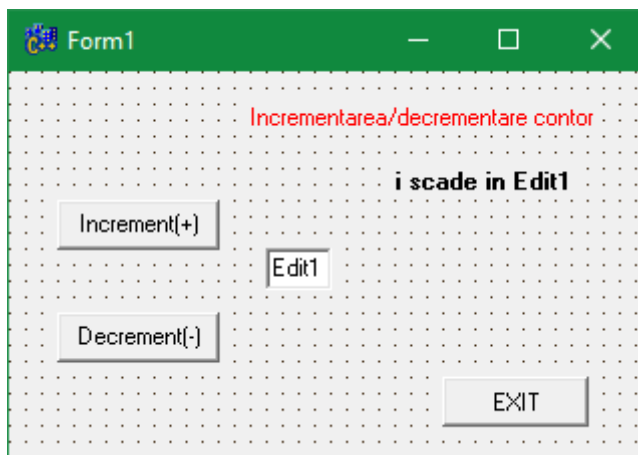 Form1
Incrementarea/decrementare contor
i scade in Edit1
Increment(+)
Edit1
Decrement(-)
EXIT